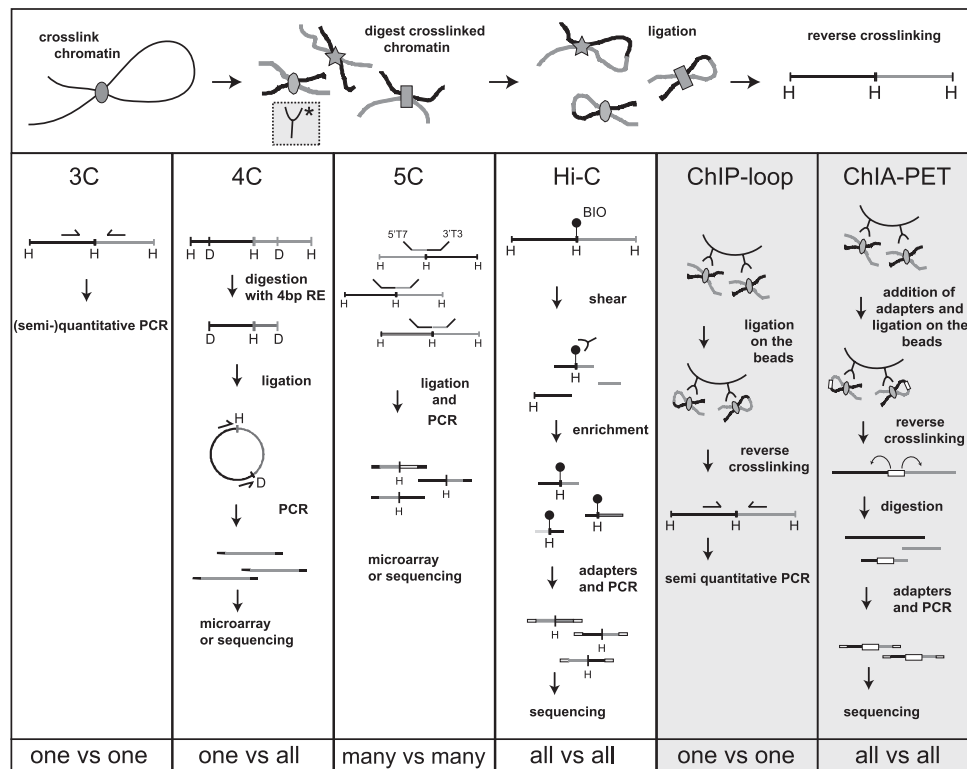 crosslink
chromatin
digest crosslinked
chromatin
*
ligation
reverse crosslinking
H H H
3C
H H H
(semi-)quantitative PCR
one vs one
4C
H D H D H
digestion
with 4bp RE
D H D
ligation
H
D
PCR
microarray
or sequencing
one vs all
5C
5'T7 3'T3
H H H
H H H
H H H
ligation
and
PCR
H
H
H
microarray
or sequencing
many vs many
Hi-C
BIO
H H H
shear
H
H
enrichment
H
H
H
adapters
and PCR
H
H
H
sequencing
all vs all
ChIP-loop
ligation
on the
beads
reverse
crosslinking
H H H
semi quantitative PCR
one vs one
ChIA-PET
addition of
adapters and
ligation on the
beads
reverse
crosslinking
digestion
adapters
and PCR
sequencing
all vs all